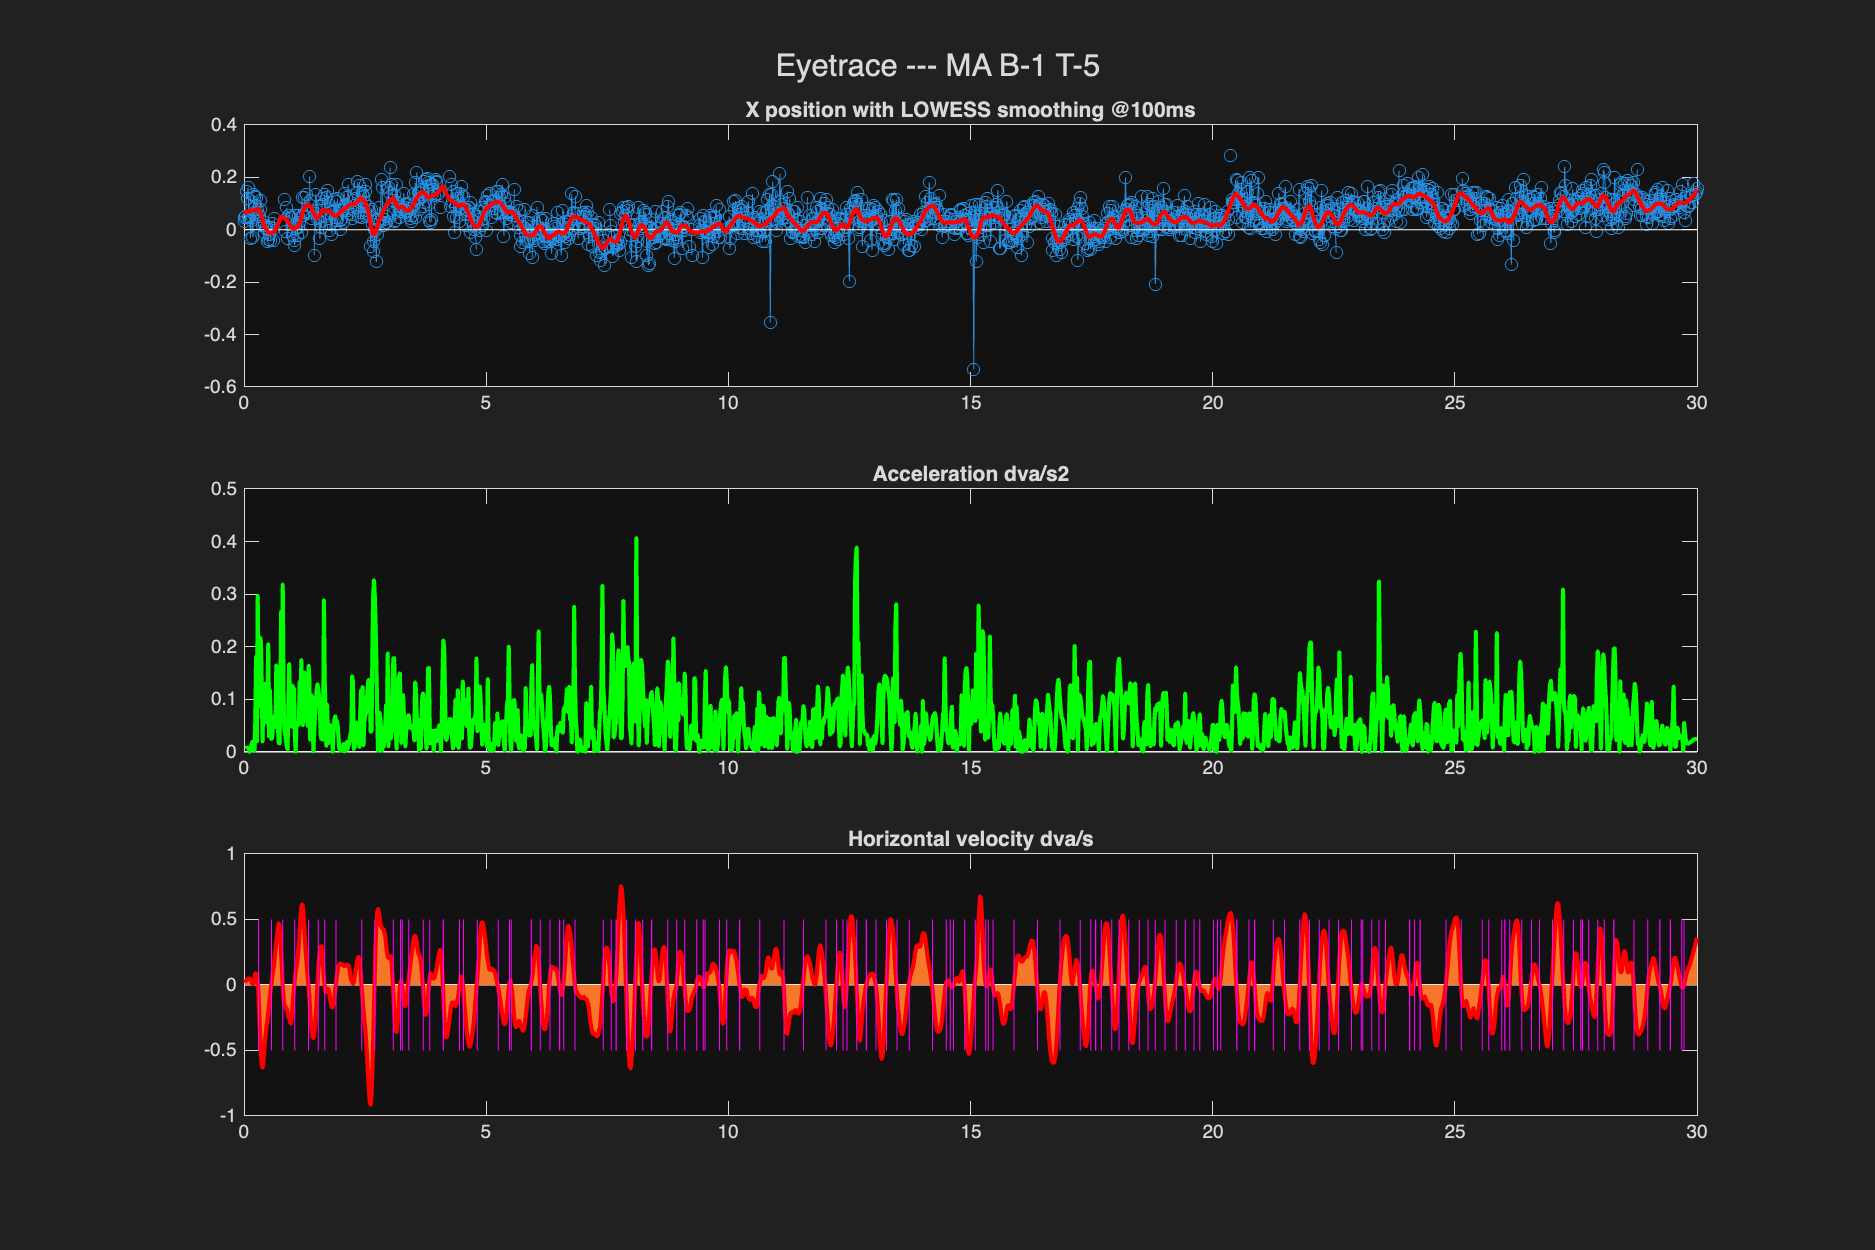 Eyetrace --- MA B-1 T-5
X position with LOWESS smoothing @100ms
0.4
0.2
0
-0.2
-0.4
-0.6
0 5 10 15 20 25 30
Acceleration dva/s2
0.5
0.4
0.3
0.2
0.1
0
0 5 10 15 20 25 30
Horizontal velocity dva/s
1
0.5
0
-0.5
-1
0 5 10 15 20 25 30